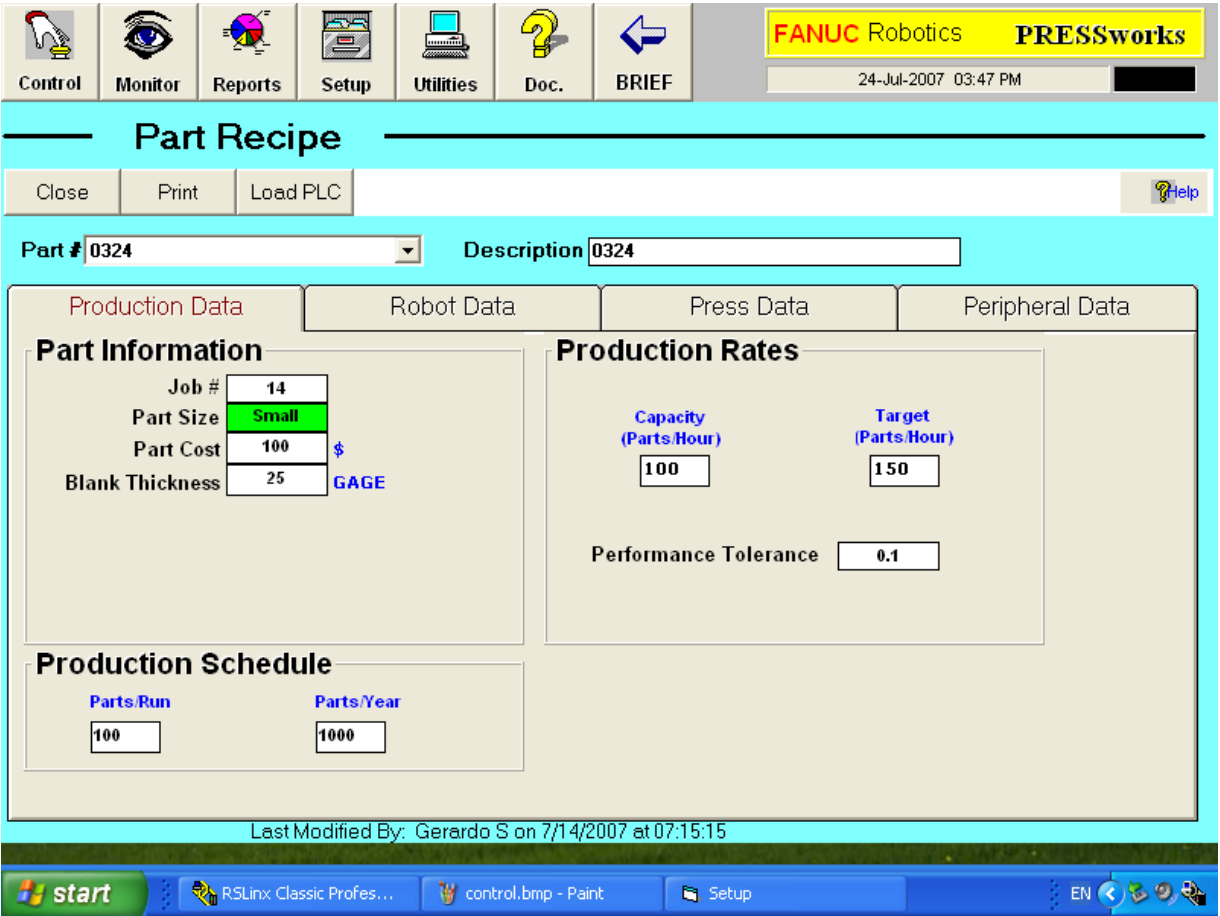 Control Monitor Reports Setup Utilities Doc. BRIEF
FANUC Robotics PRESSworks
24-Jul-2007 03:47 PM
Part Recipe
Close Print Load PLC
Help
Part # 0324 Description 0324
Production Data Robot Data Press Data Peripheral Data
Part Information
Job # 14
Part Size Small
Part Cost 100 $
Blank Thickness 25 GAGE
Production Rates
Capacity Target
(Parts/Hour) (Parts/Hour)
100 150
Performance Tolerance 0.1
Production Schedule
Parts/Run Parts/Year
100 1000
Last Modified By: Gerardo S on 7/14/2007 at 07:15:15
start RSLinx Classic Profes... control.bmp - Paint Setup EN